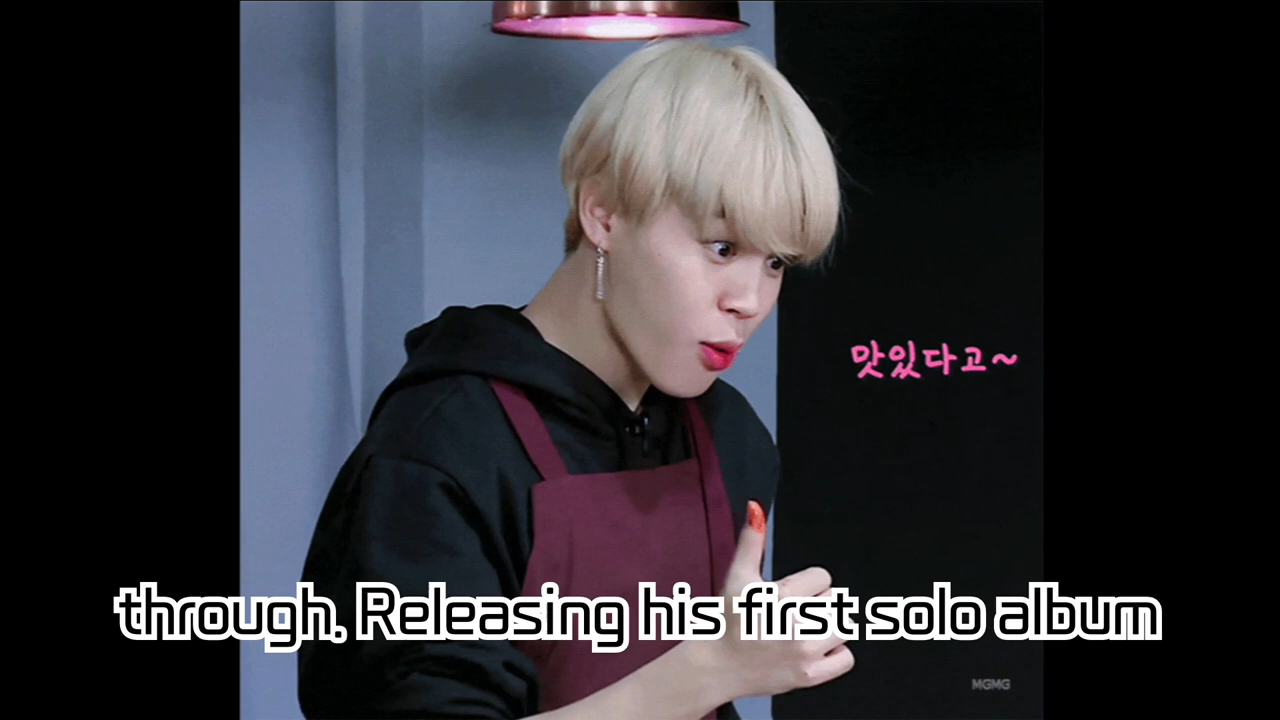 맛있다고~
through. Releasing his first solo album
MGMG